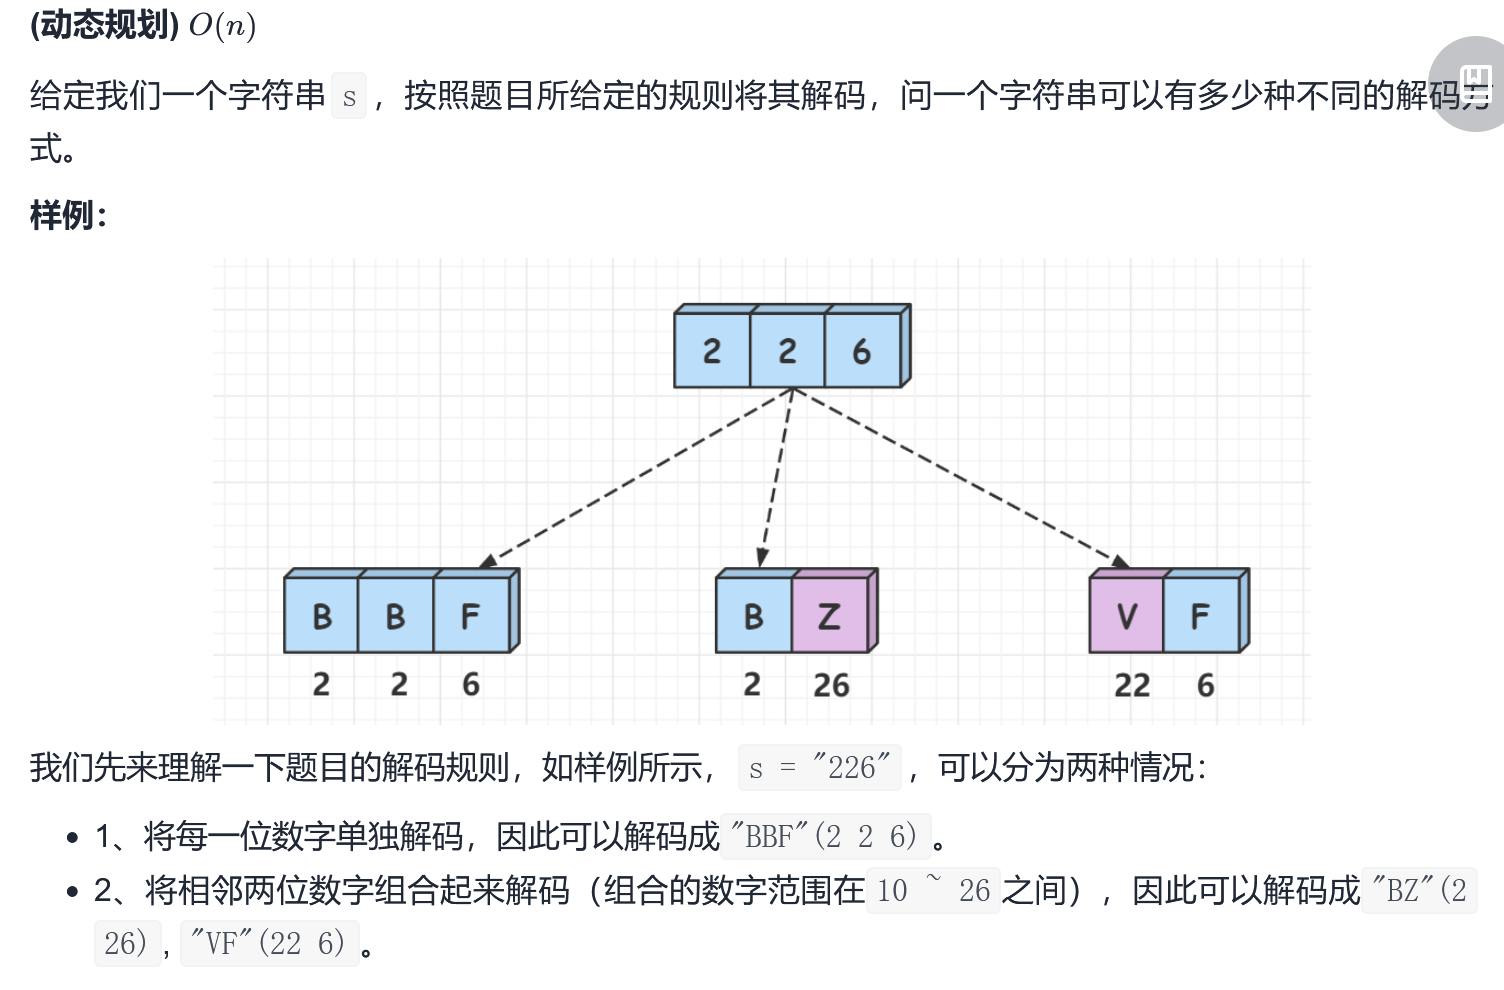 (动态规划) O(n)
给定我们一个字符串 s ，按照题目所给定的规则将其解码，问一个字符串可以有多少种不同的解码方
式。
样例：
2 2 6
B B F B Z V F
2 2 6 2 26 22 6
我们先来理解一下题目的解码规则，如样例所示， s = "226" ，可以分为两种情况：
• 1、将每一位数字单独解码，因此可以解码成 "BBF"(2 2 6) 。
• 2、将相邻两位数字组合起来解码（组合的数字范围在 10 ~ 26 之间），因此可以解码成 "BZ"(2
26) , "VF"(22 6) 。